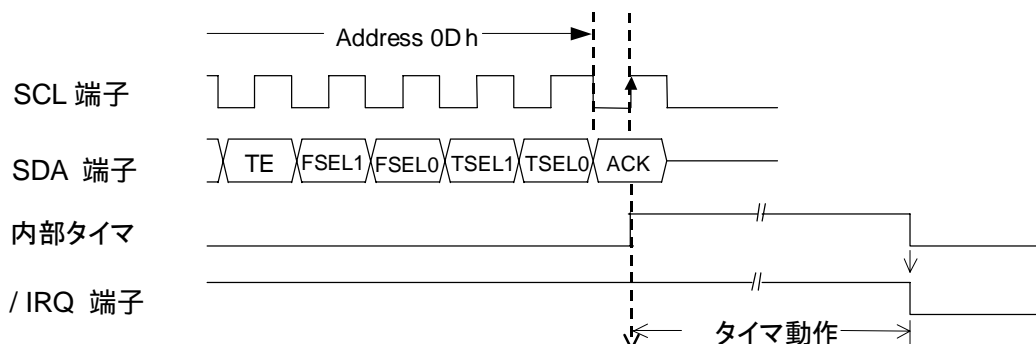 Address 0Dh
SCL 端子
SDA 端子 TE FSEL1 FSEL0 TSEL1 TSEL0 ACK
内部タイマ
/ IRQ 端子
タイマ動作